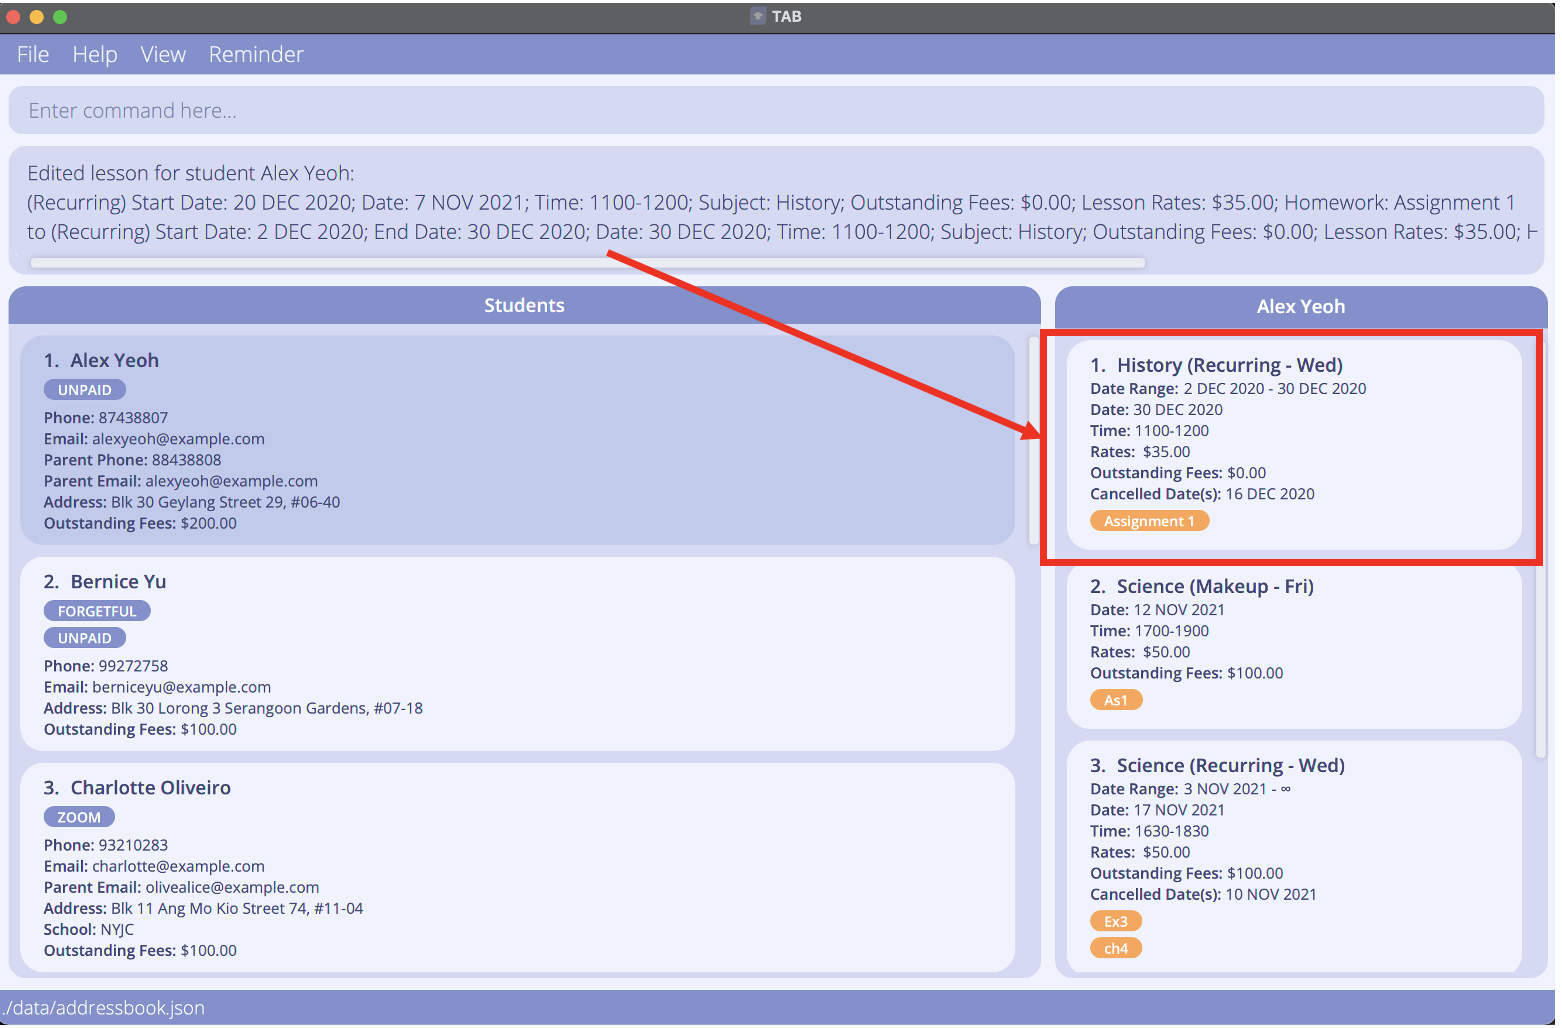 TAB
File Help View Reminder
Enter command here...
Edited lesson for student Alex Yeoh:
(Recurring) Start Date: 20 DEC 2020; Date: 7 NOV 2021; Time: 1100-1200; Subject: History; Outstanding Fees: $0.00; Lesson Rates: $35.00; Homework: Assignment 1
to (Recurring) Start Date: 2 DEC 2020; End Date: 30 DEC 2020; Date: 30 DEC 2020; Time: 1100-1200; Subject: History; Outstanding Fees: $0.00; Lesson Rates: $35.00;
Students
1. Alex Yeoh
UNPAID
Phone: 87438807
Email: alexyeoh@example.com
Parent Phone: 88438808
Parent Email: alexyeoh@example.com
Address: Blk 30 Geylang Street 29, #06-40
Outstanding Fees: $200.00
2. Bernice Yu
FORGETFUL
UNPAID
Phone: 99272758
Email: berniceyu@example.com
Address: Blk 30 Lorong 3 Serangoon Gardens, #07-18
Outstanding Fees: $100.00
3. Charlotte Oliveiro
ZOOM
Phone: 93210283
Email: charlotte@example.com
Parent Email: olivealice@example.com
Address: Blk 11 Ang Mo Kio Street 74, #11-04
School: NYJC
Outstanding Fees: $100.00
Alex Yeoh
1. History (Recurring - Wed)
Date Range: 2 DEC 2020 - 30 DEC 2020
Date: 30 DEC 2020
Time: 1100-1200
Rates: $35.00
Outstanding Fees: $0.00
Cancelled Date(s): 16 DEC 2020
Assignment 1
2. Science (Makeup - Fri)
Date: 12 NOV 2021
Time: 1700-1900
Rates: $50.00
Outstanding Fees: $100.00
As1
3. Science (Recurring - Wed)
Date Range: 3 NOV 2021 - ∞
Date: 17 NOV 2021
Time: 1630-1830
Rates: $50.00
Outstanding Fees: $100.00
Cancelled Date(s): 10 NOV 2021
Ex3
ch4
./data/addressbook.json